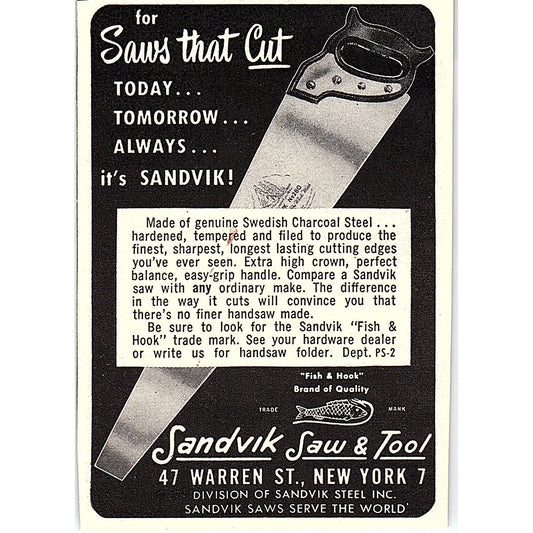 for
Saws that Cut
TODAY...
TOMORROW...
ALWAYS...
it's SANDVIK!
Made of genuine Swedish Charcoal Steel...
hardened, tempered and filed to produce the
finest, sharpest, longest lasting cutting edges
you've ever seen. Extra high crown, perfect
balance, easy-grip handle. Compare a Sandvik
saw with any ordinary make. The difference
in the way it cuts will convince you that
there's no finer handsaw made.
Be sure to look for the Sandvik "Fish &
Hook" trade mark. See your hardware dealer
or write us for handsaw folder. Dept. PS-2
"Fish & Hook"
Brand of Quality
TRADE MARK
Sandvik Saw & Tool
47 WARREN ST., NEW YORK 7
DIVISION OF SANDVIK STEEL INC.
SANDVIK SAWS SERVE THE WORLD